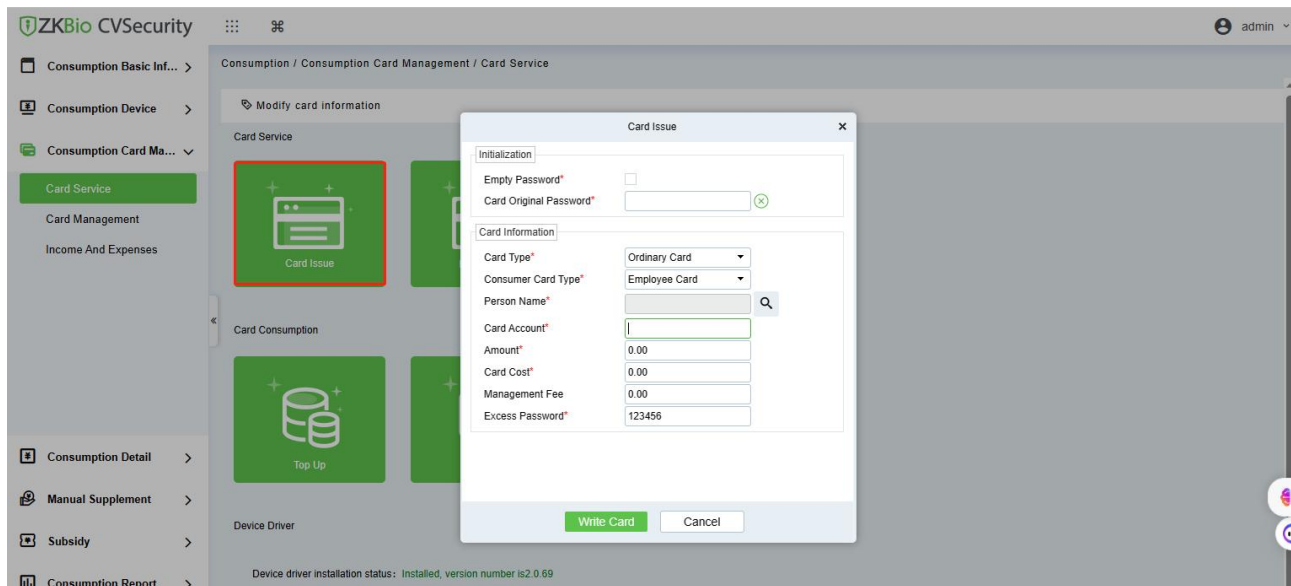 ZKBio CVSecurity
admin
Consumption Basic Inf...
Consumption Device
Consumption Card Ma...
Card Service
Card Management
Income And Expenses
Consumption Detail
Manual Supplement
Subsidy
Consumption Report
Consumption / Consumption Card Management / Card Service
Modify card information
Card Service
Card Issue
Card Consumption
Top Up
Device Driver
Device driver installation status: Installed, version number is2.0.69
Card Issue
Initialization
Empty Password*
Card Original Password*
Card Information
Card Type* Ordinary Card
Consumer Card Type* Employee Card
Person Name*
Card Account*
Amount* 0.00
Card Cost* 0.00
Management Fee 0.00
Excess Password* 123456
Write Card Cancel